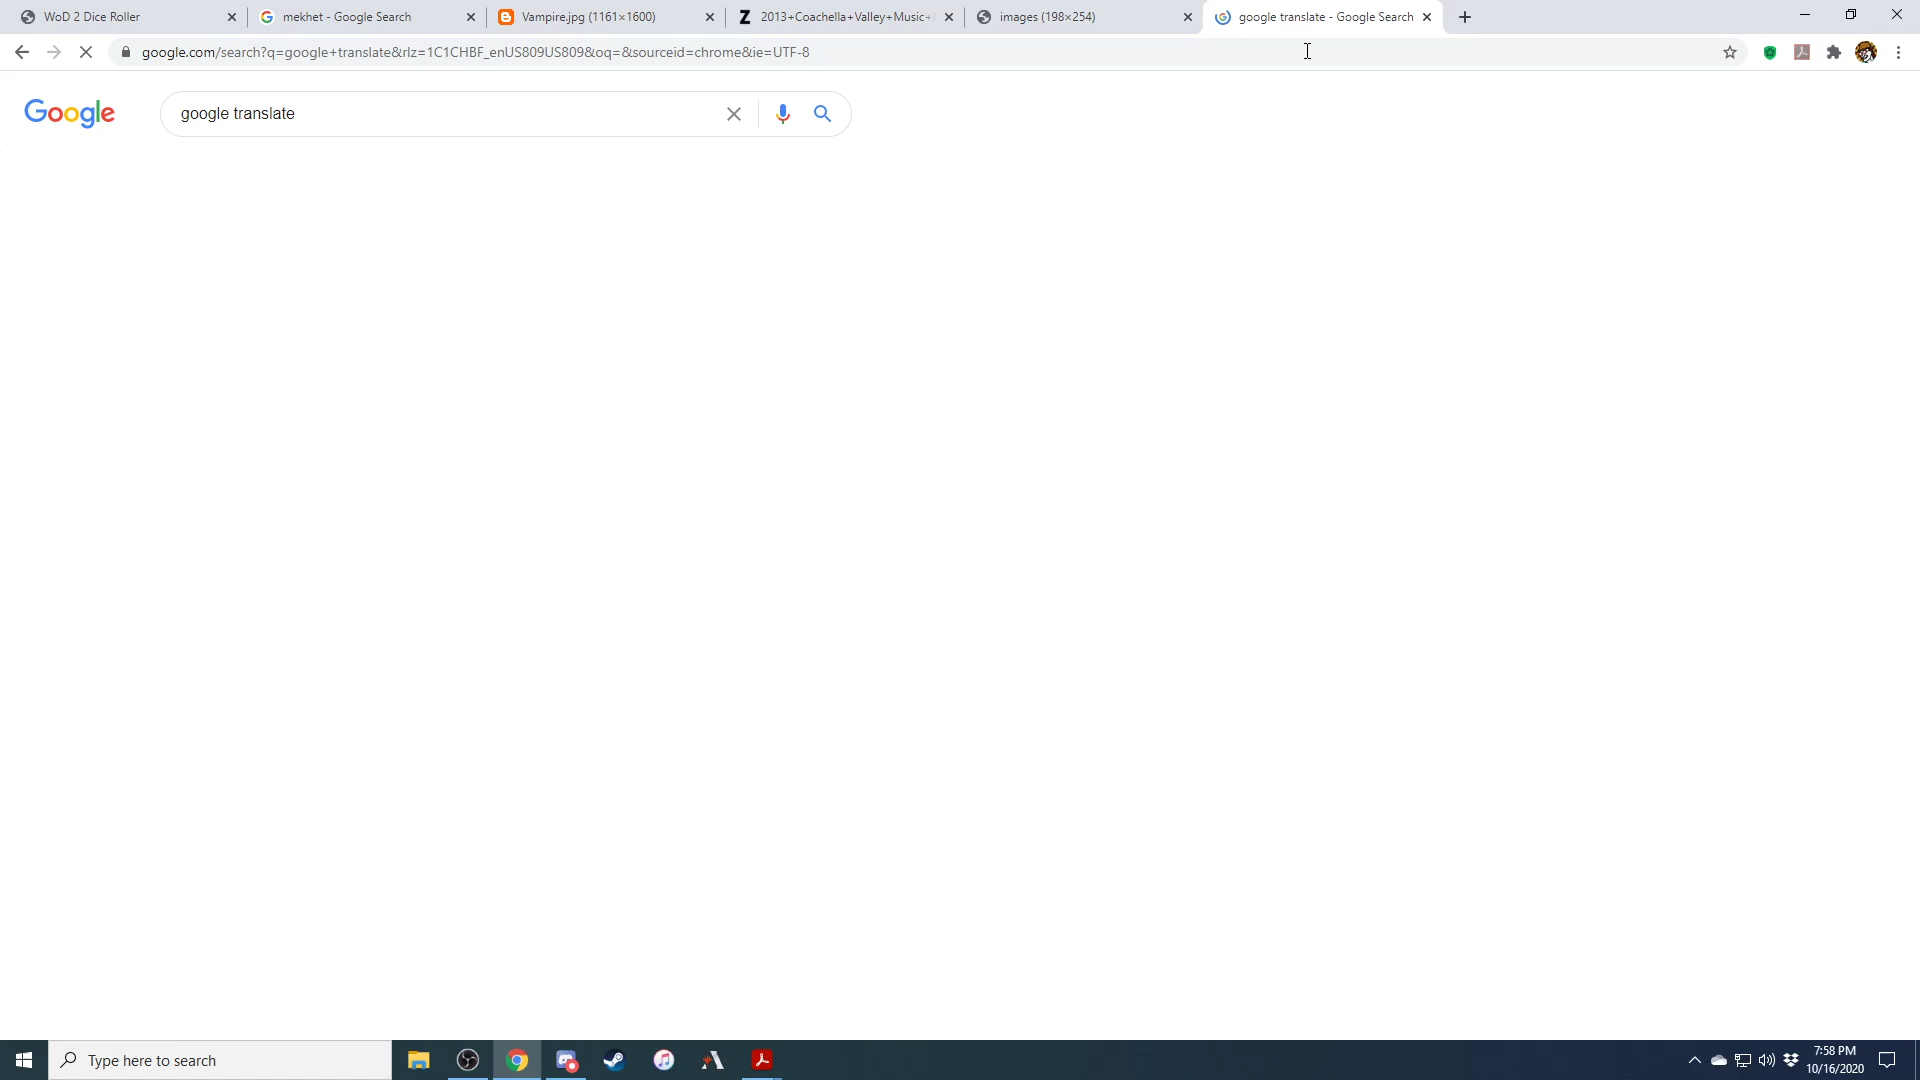 WoD 2 Dice Roller
mekhet - Google Search
Vampire.jpg (1161×1600)
2013+Coachella+Valley+Music+
images (198×254)
google translate - Google Search
google.com/search?q=google+translate&rlz=1C1CHBF_enUS809US809&oq=&sourceid=chrome&ie=UTF-8
Google
google translate
Type here to search
7:58 PM
10/16/2020